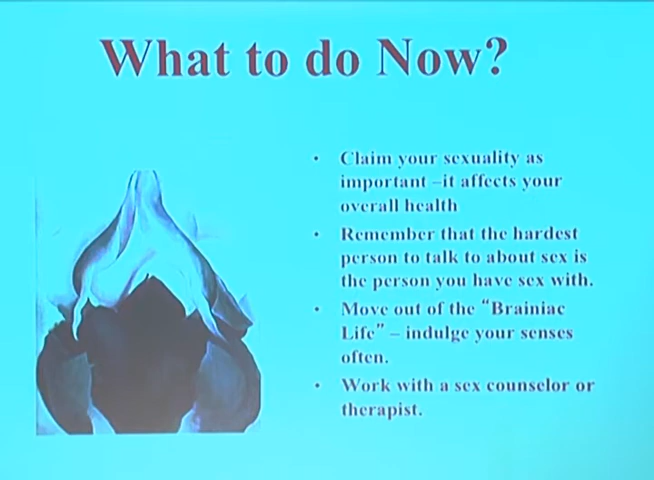 What to do Now?
• Claim your sexuality as
important –it affects your
overall health
• Remember that the hardest
person to talk to about sex is
the person you have sex with.
• Move out of the “Brainiac
Life” – indulge your senses
often.
• Work with a sex counselor or
therapist.